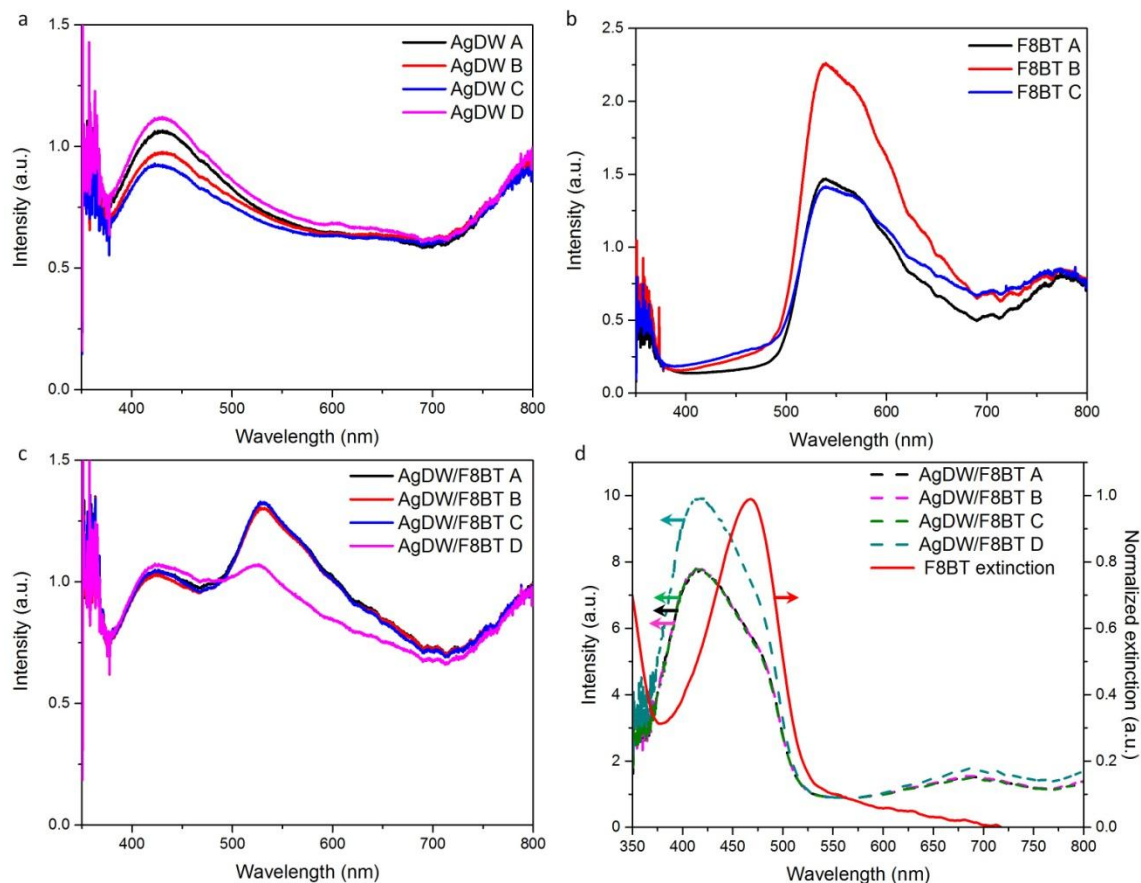 a
1.5
1.0
0.5
0.0
Intensity (a.u.)
AgDW A
AgDW B
AgDW C
AgDW D
400 500 600 700 800
Wavelength (nm)
b
2.5
2.0
1.5
1.0
0.5
0.0
Intensity (a.u.)
F8BT A
F8BT B
F8BT C
400 500 600 700 800
Wavelength (nm)
c
1.5
1.0
0.5
0.0
Intensity (a.u.)
AgDW/F8BT A
AgDW/F8BT B
AgDW/F8BT C
AgDW/F8BT D
400 500 600 700 800
Wavelength (nm)
d
AgDW/F8BT A
AgDW/F8BT B
AgDW/F8BT C
AgDW/F8BT D
F8BT extinction
10
8
6
4
2
0
Intensity (a.u.)
1.0
0.8
0.6
0.4
0.2
0.0
Normalized extinction (a.u.)
350 400 450 500 550 600 650 700 750 800
Wavelength (nm)